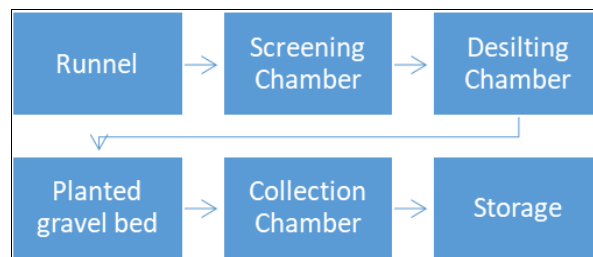 Runnel
Screening
Chamber
Desilting
Chamber
Planted
gravel bed
Collection
Chamber
Storage